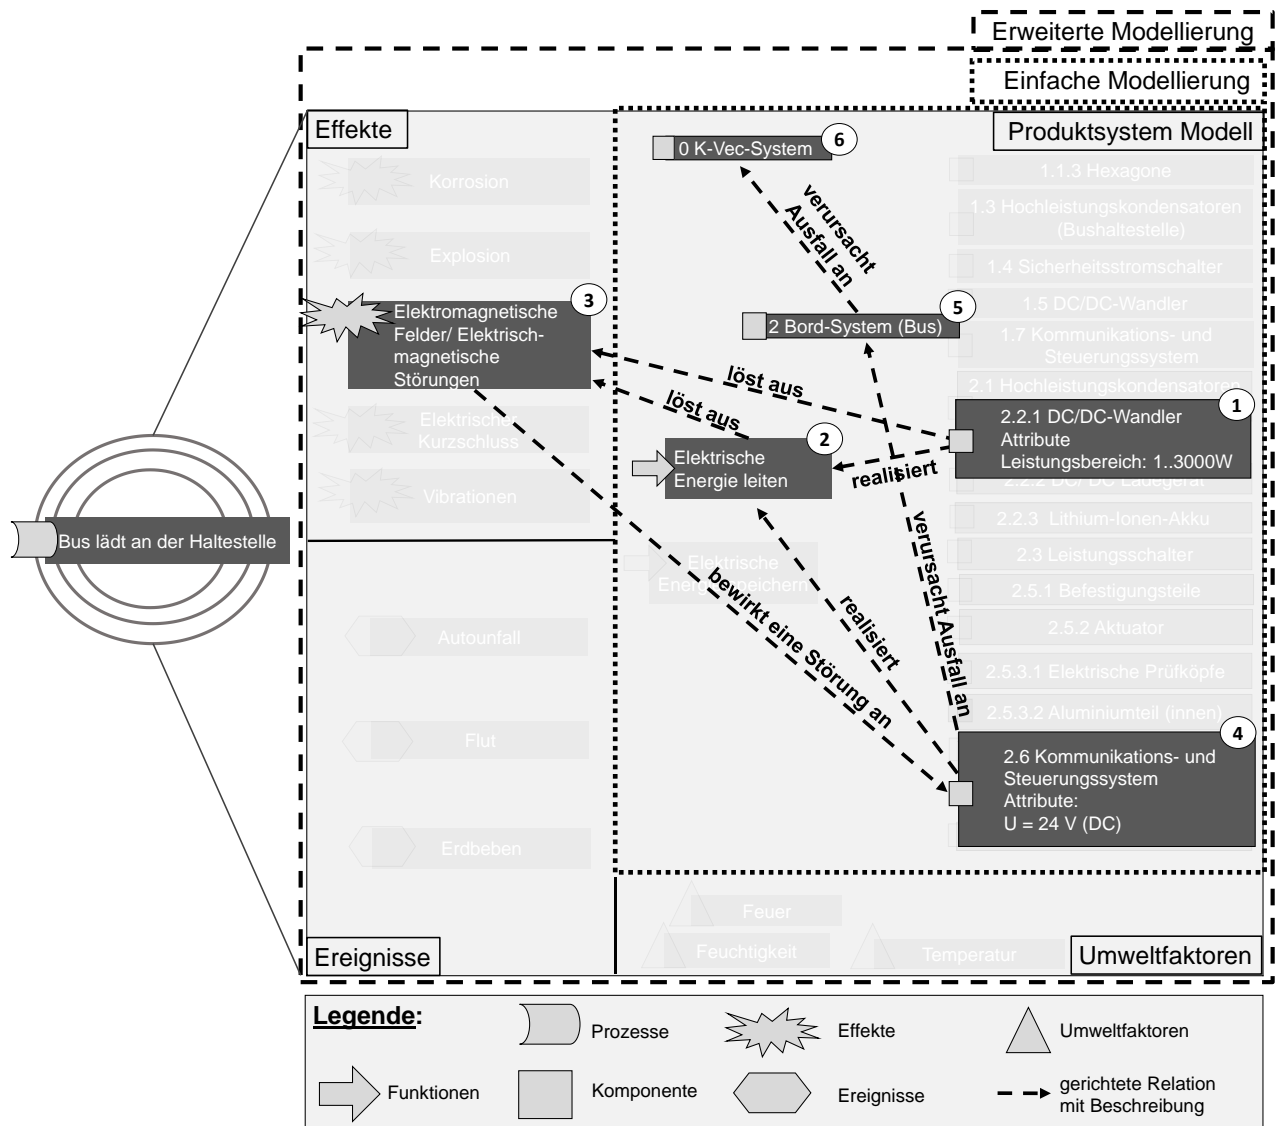 Erweiterte Modellierung
Einfache Modellierung
Effekte
Produktsystem Modell
6
0 K-Vec-System
Korrosion
Explosion
3
Elektromagnetische
Felder/ Elektrisch-
magnetische
Störungen
Elektrischer
Kurzschluss
Vibrationen
verursacht
Ausfall an
5
2 Bord-System (Bus)
löst aus
löst aus
2
Elektrische
Energie leiten
realisiert
Elektrische
bewirkt eine Störung an
realisiert
verursacht Ausfall an
1.1.3 Hexagone
1.3 Hochleistungskondensatoren
(Bushaltestelle)
1.4 Sicherheitsstromschalter
1.5 DC/DC-Wandler
1.7 Kommunikations- und
Steuerungssystem
2.1 Hochleistungskondensatoren
1
2.2.1 DC/DC-Wandler
Attribute
Leistungsbereich: 1..3000W
2.2.2 DC/ DC Ladegerät
2.2.3 Lithium-Ionen-Akku
2.3 Leistungsschalter
2.5.1 Befestigungsteile
2.5.2 Aktuator
2.5.3.1 Elektrische Prüfköpfe
2.5.3.2 Aluminiumteil (innen)
4
2.6 Kommunikations- und
Steuerungssystem
Attribute:
U = 24 V (DC)
Bus lädt an der Haltestelle
Autounfall
Flut
Erdbeben
Ereignisse
Feuer
Feuchtigkeit
Temperatur
Umweltfaktoren
Legende:
Prozesse
Effekte
Umweltfaktoren
Funktionen
Komponente
Ereignisse
gerichtete Relation
mit Beschreibung